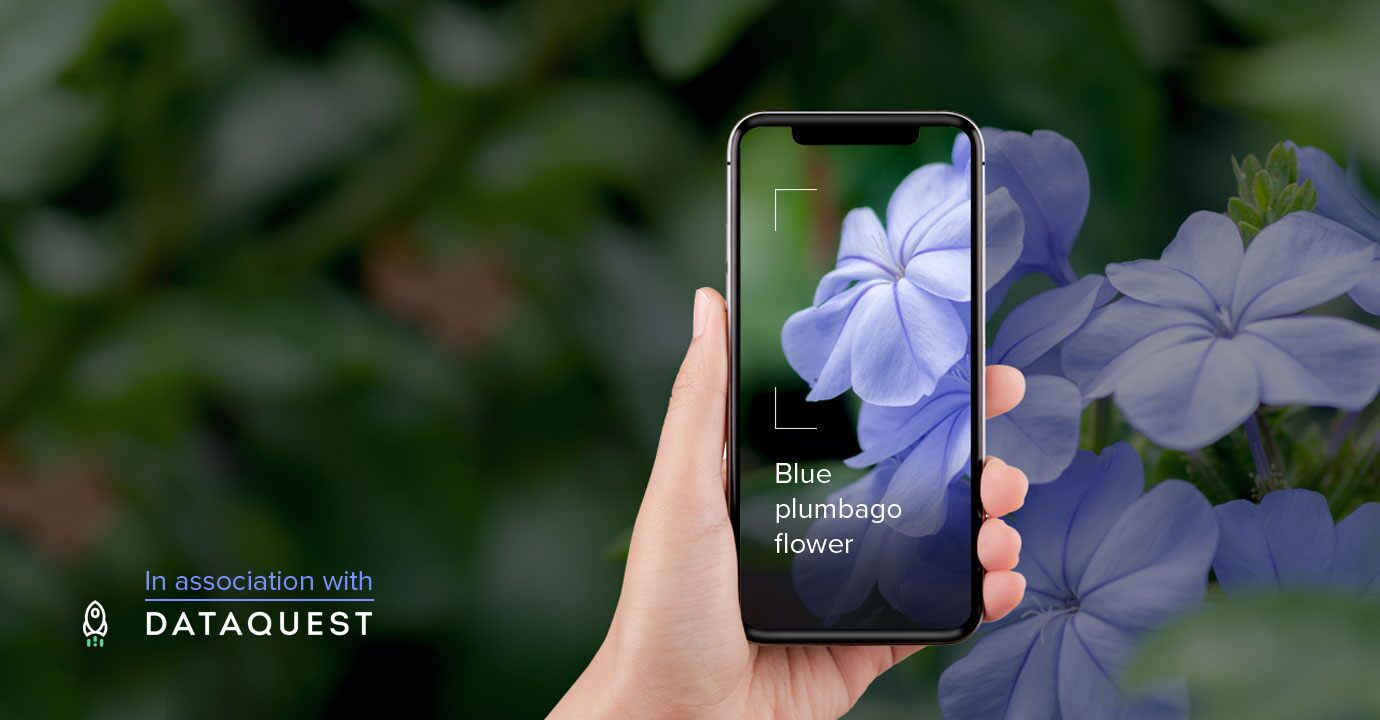 Blue
plumbago
flower
In association with
DATAQUEST